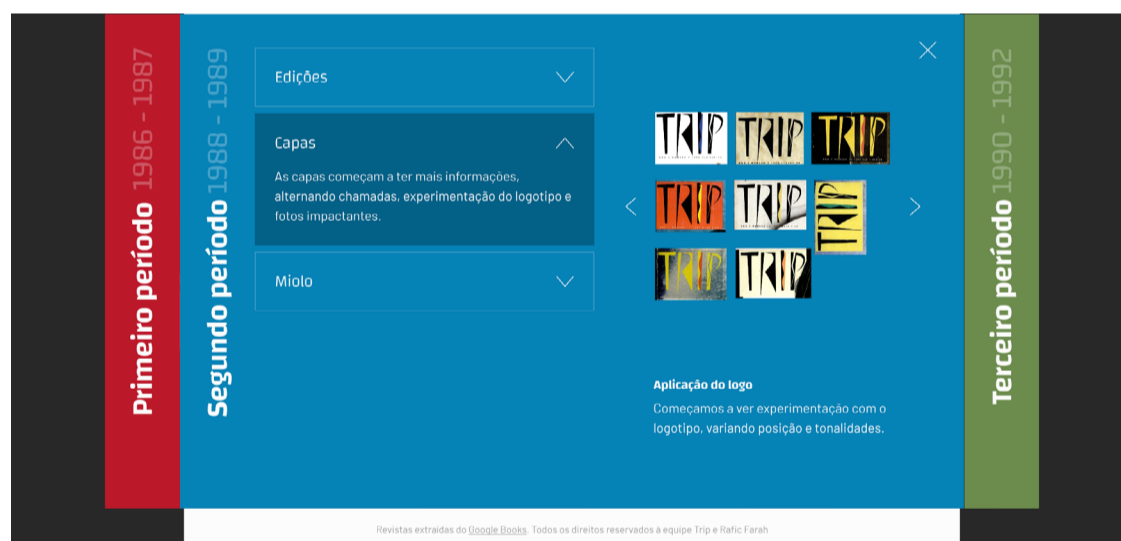 Primeiro período 1986 - 1987
Segundo período 1988 - 1989
Edições
Capas
As capas começam a ter mais informações,
alternando chamadas, experimentação do logotipo e
fotos impactantes.
Miolo
TRIP
TRIP
TRIP
TRIP
TRIP
TRIP
TRIP
TRIP
Aplicação do logo
Começamos a ver experimentação com o
logotipo, variando posição e tonalidades.
Terceiro período 1990 - 1992
Revistas extraídas do Google Books. Todos os direitos reservados à equipe Trip e Rafic Farah